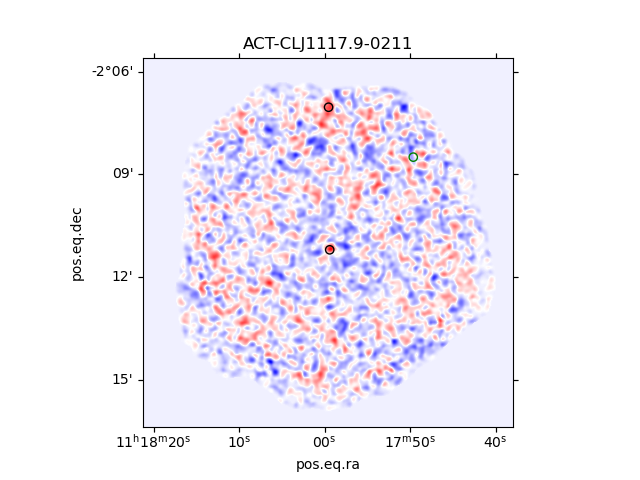 ACT-CLJ1117.9-0211
-2°06'
09'
12'
15'
pos.eq.dec
11ʰ18ᵐ20ˢ 10ˢ 00ˢ 17ᵐ50ˢ 40ˢ
pos.eq.ra